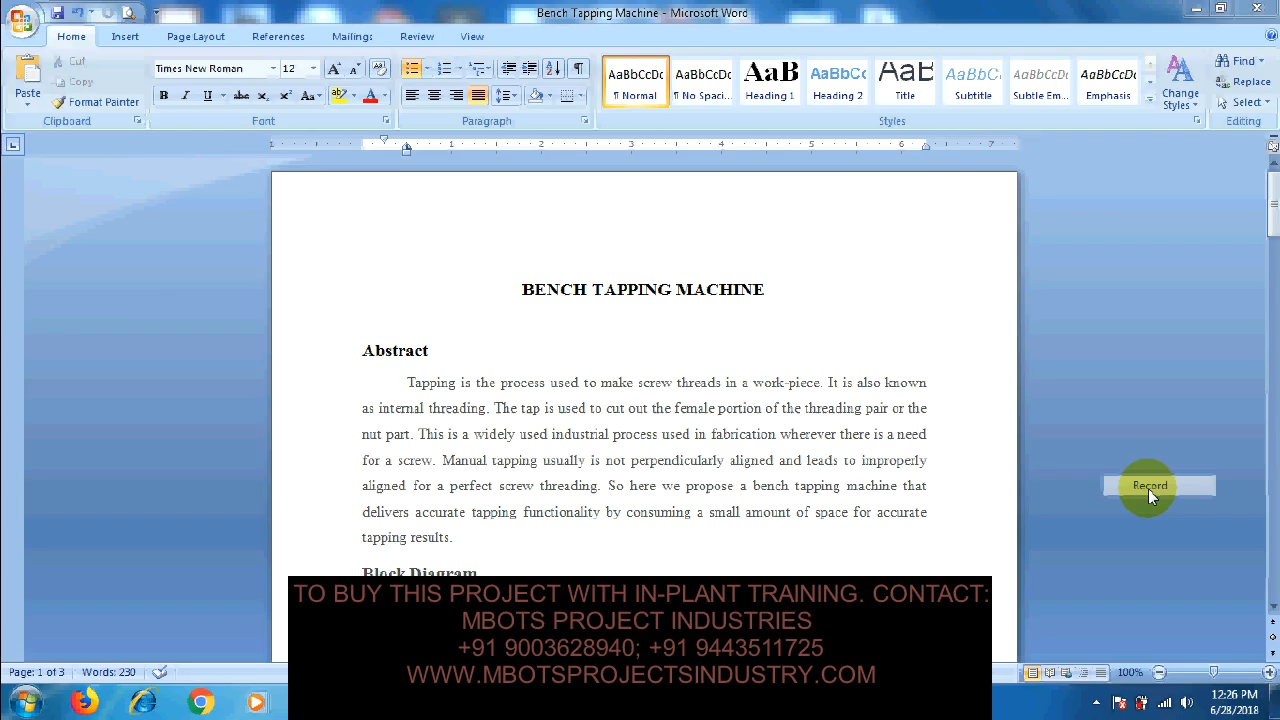 Bench Tapping Machine - Microsoft Word
Home Insert Page Layout References Mailings Review View
Paste
Cut
Copy
Format Painter
Clipboard
Times New Roman 12
Font
Paragraph
AaBbCcDc AaBbCcDc AaB AaBbCc AaB AaBbCc. AaBbCcDc AaBbCcDc
¶ Normal ¶ No Spaci... Heading 1 Heading 2 Title Subtitle Subtle Em... Emphasis
Change Styles
Styles
Find
Replace
Select
Editing
1 1 2 3 4 5 6 7
BENCH TAPPING MACHINE
Abstract
Tapping is the process used to make screw threads in a work-piece. It is also known
as internal threading. The tap is used to cut out the female portion of the threading pair or the
nut part. This is a widely used industrial process used in fabrication wherever there is a need
for a screw. Manual tapping usually is not perpendicularly aligned and leads to improperly
aligned for a perfect screw threading. So here we propose a bench tapping machine that
delivers accurate tapping functionality by consuming a small amount of space for accurate
tapping results.
Block Diagram
Record
TO BUY THIS PROJECT WITH IN-PLANT TRAINING. CONTACT:
MBOTS PROJECT INDUSTRIES
+91 9003628940; +91 9443511725
WWW.MBOTSPROJECTSINDUSTRY.COM
Page: 1 of 3 Words: 230 100%
12:26 PM
6/28/2018